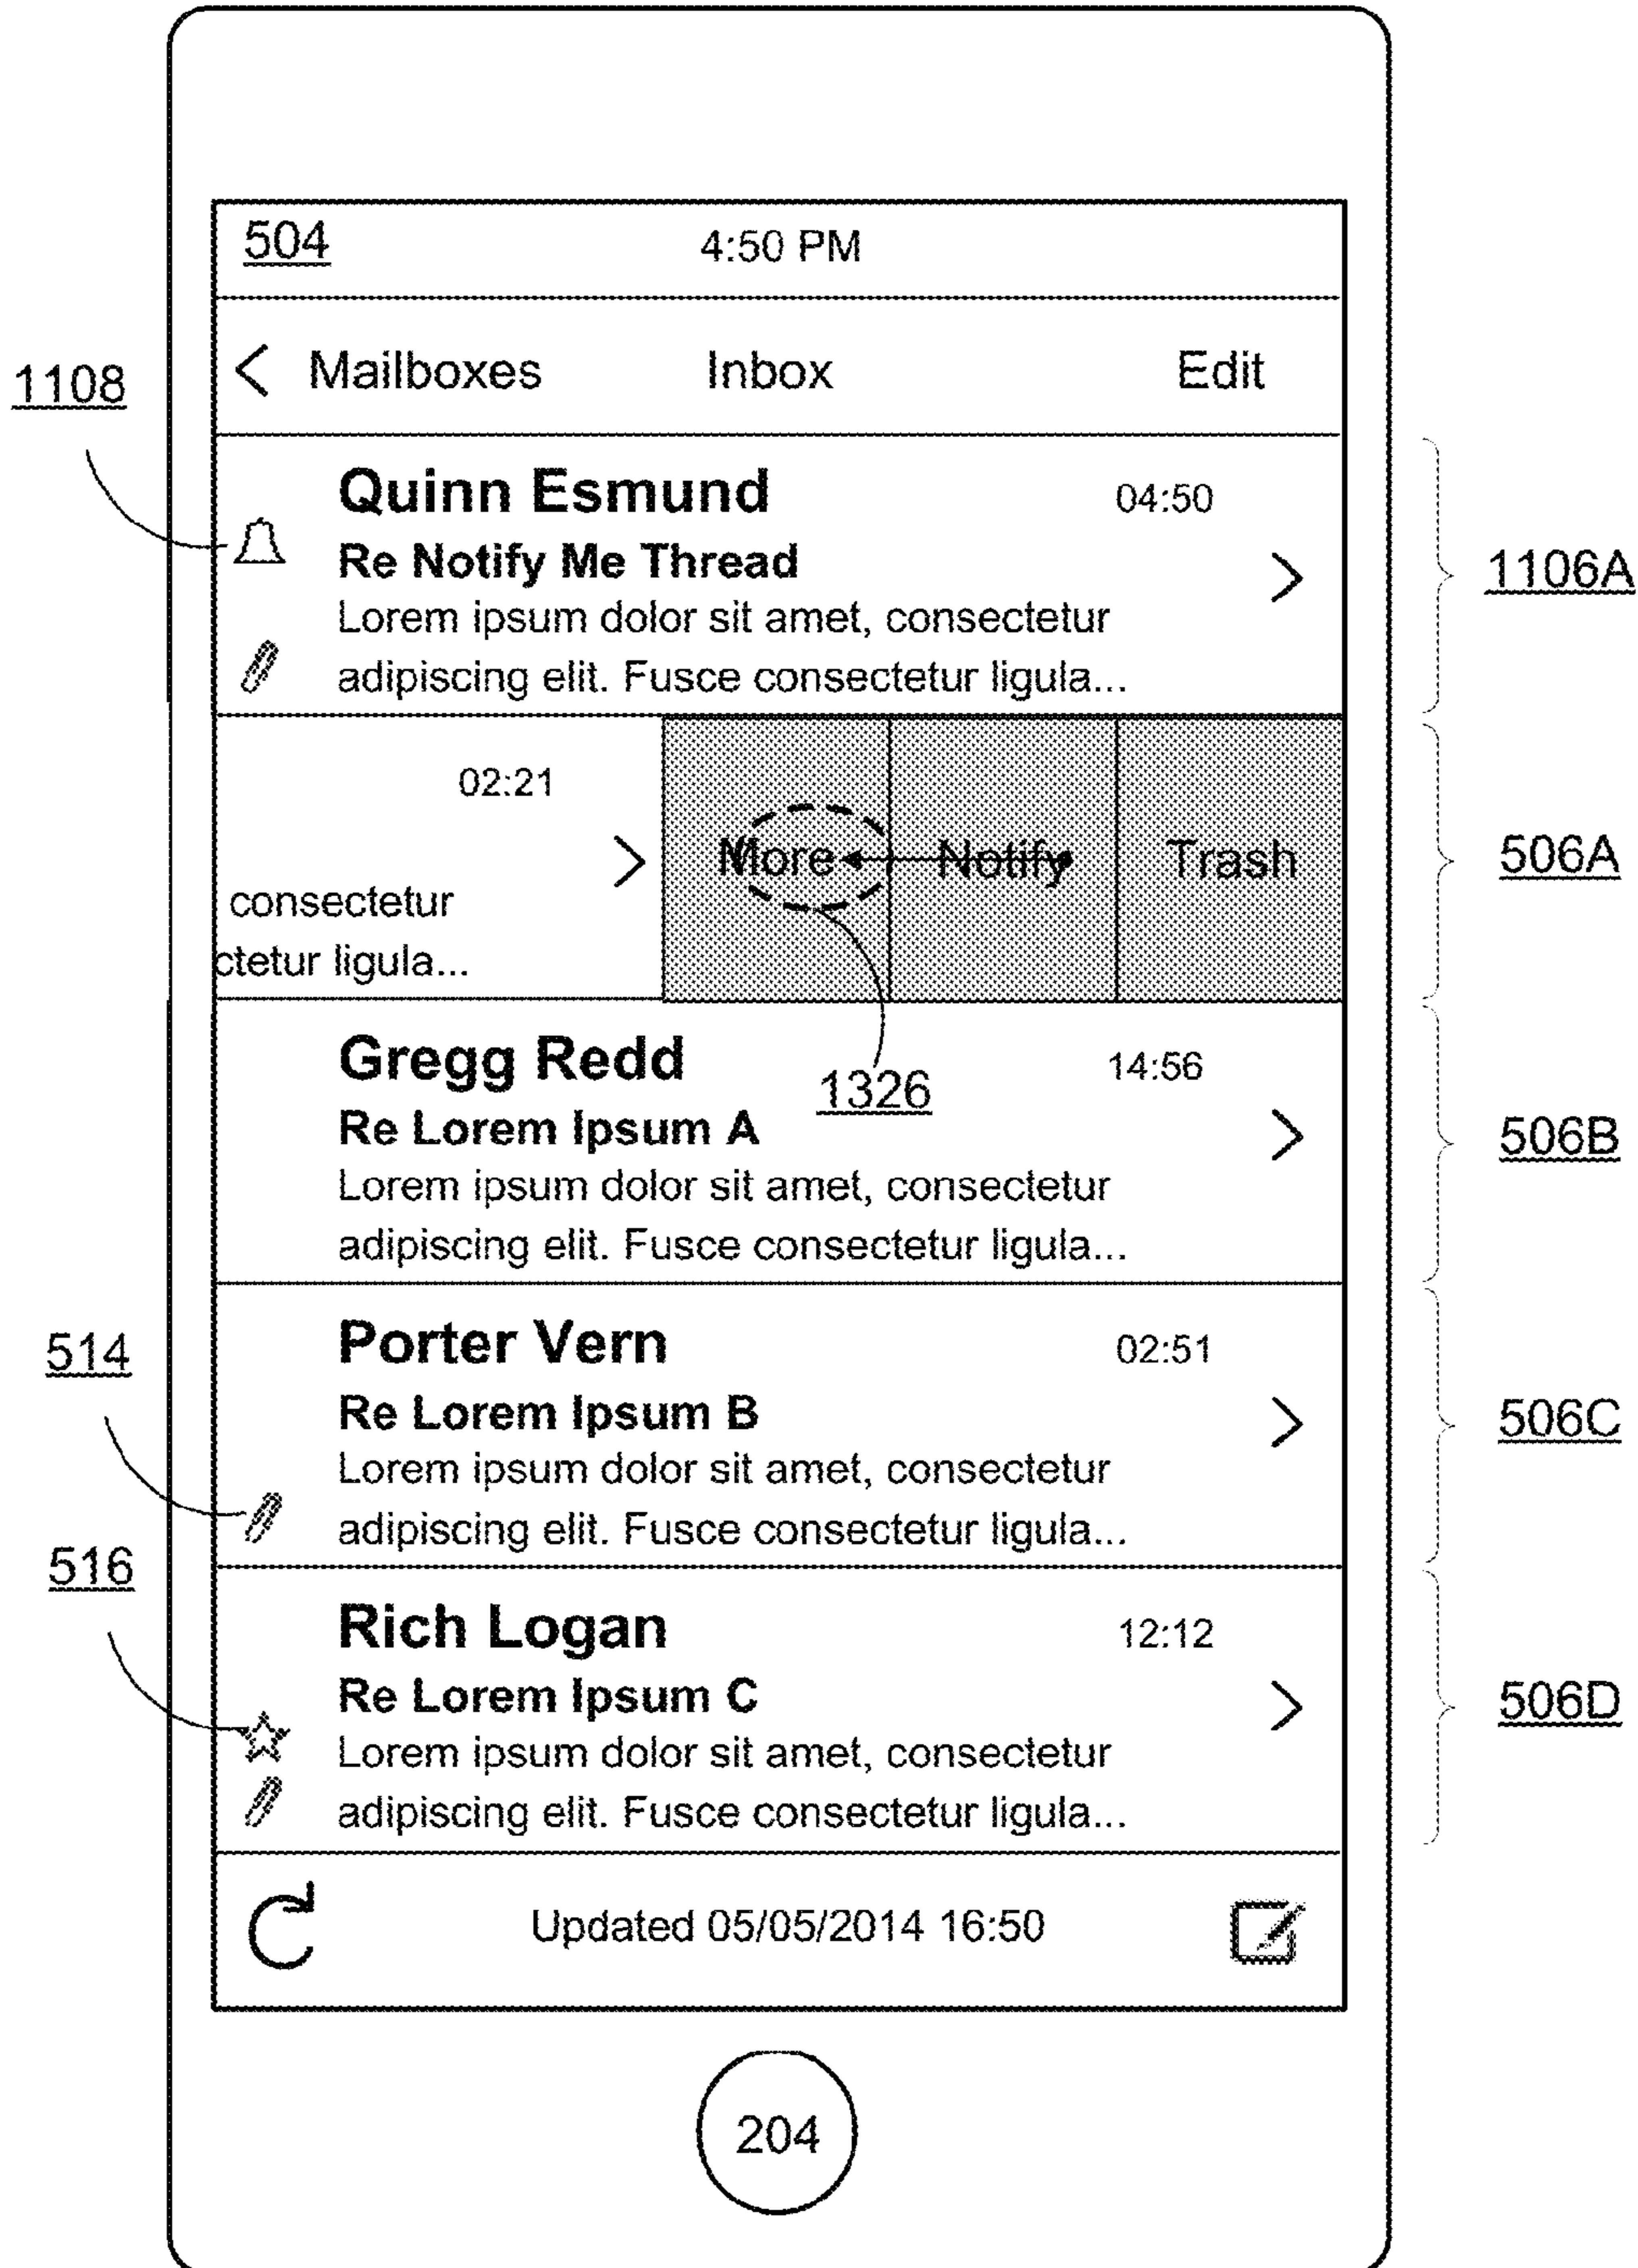 504 4:50 PM
< Mailboxes Inbox Edit
1108
Quinn Esmund 04:50
Re Notify Me Thread
1106A
Lorem ipsum dolor sit amet, consectetur
adipiscing elit. Fusce consectetur ligula...
02:21
More Notify Trash
506A
consectetur
ctetur ligula...
Gregg Redd 14:56
1326
Re Lorem Ipsum A
506B
Lorem ipsum dolor sit amet, consectetur
adipiscing elit. Fusce consectetur ligula...
Porter Vern 02:51
514
Re Lorem Ipsum B
506C
Lorem ipsum dolor sit amet, consectetur
adipiscing elit. Fusce consectetur ligula...
516
Rich Logan 12:12
Re Lorem Ipsum C
506D
Lorem ipsum dolor sit amet, consectetur
adipiscing elit. Fusce consectetur ligula...
Updated 05/05/2014 16:50
204